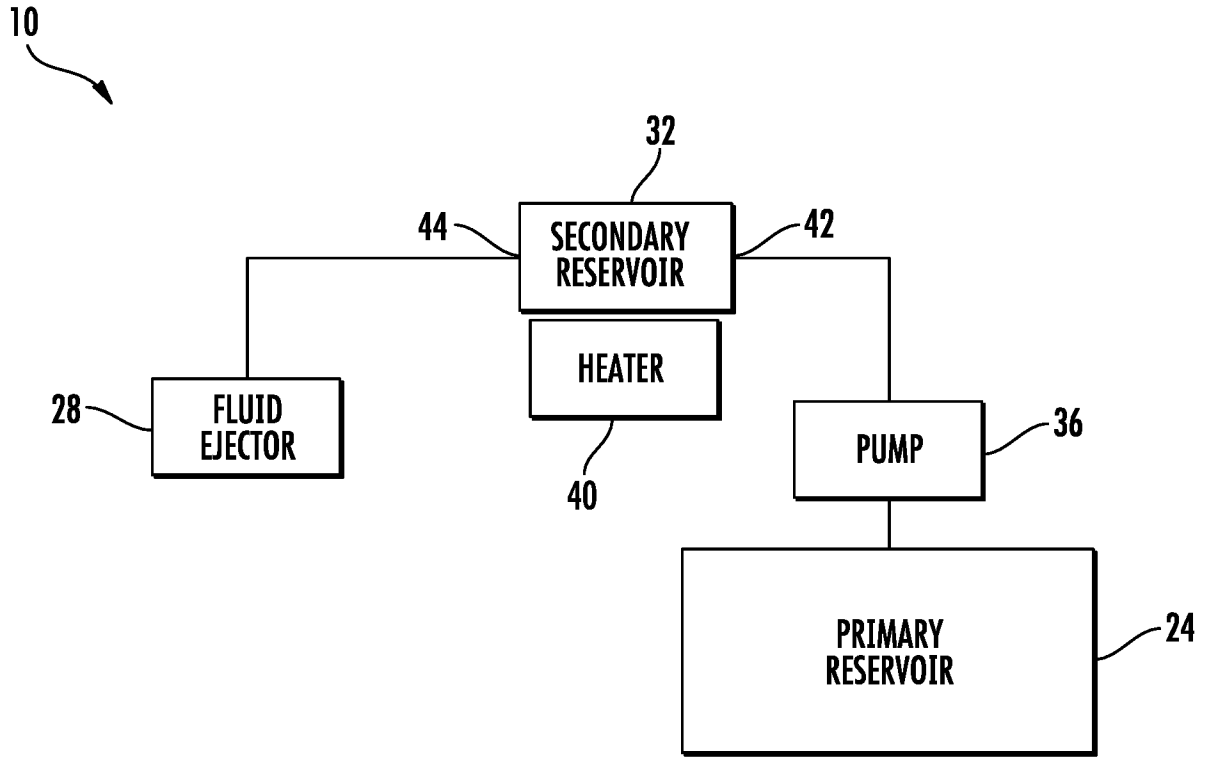 10
32
44
SECONDARY
RESERVOIR
42
HEATER
28
FLUID
EJECTOR
40
PUMP
36
PRIMARY
RESERVOIR
24